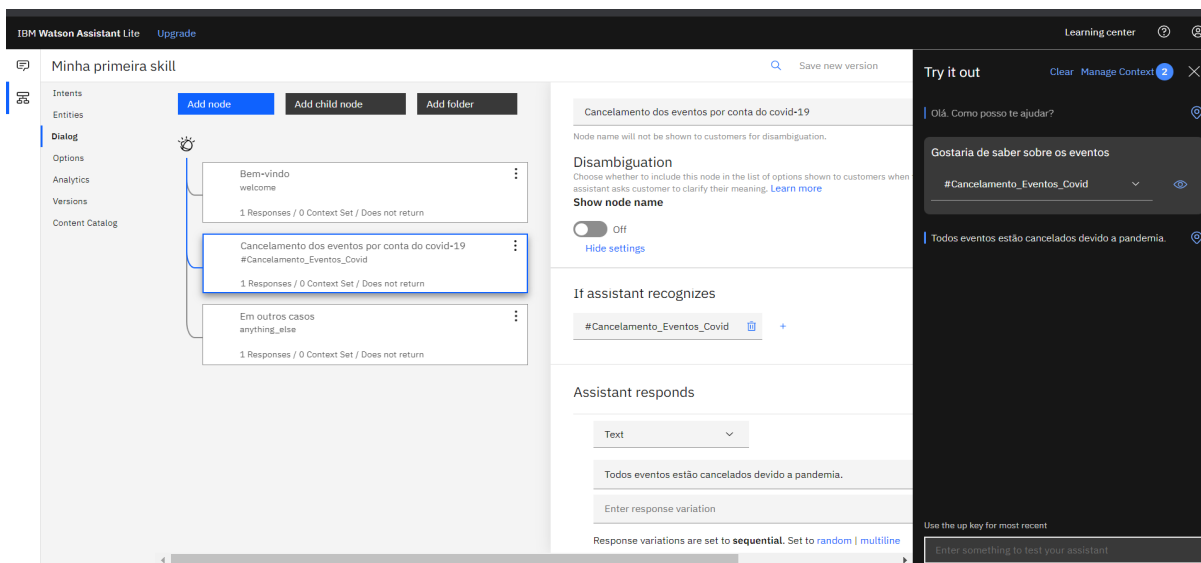 IBM Watson Assistant Lite Upgrade
Learning center
Minha primeira skill
Save new version
Intents
Entities
Dialog
Options
Analytics
Versions
Content Catalog
Add node
Add child node
Add folder
Bem-vindo
welcome
1 Responses / 0 Context Set / Does not return
Cancelamento dos eventos por conta do covid-19
#Cancelamento_Eventos_Covid
1 Responses / 0 Context Set / Does not return
Em outros casos
anything_else
1 Responses / 0 Context Set / Does not return
Cancelamento dos eventos por conta do covid-19
Node name will not be shown to customers for disambiguation.
Disambiguation
Choose whether to include this node in the list of options shown to customers when
assistant asks customer to clarify their meaning. Learn more
Show node name
Off
Hide settings
If assistant recognizes
#Cancelamento_Eventos_Covid
+
Assistant responds
Text
Todos eventos estão cancelados devido a pandemia.
Enter response variation
Response variations are set to sequential. Set to random | multiline
Try it out
Clear Manage Context 2
Olá. Como posso te ajudar?
Gostaria de saber sobre os eventos
#Cancelamento_Eventos_Covid
Todos eventos estão cancelados devido a pandemia.
Use the up key for most recent
Enter something to test your assistant